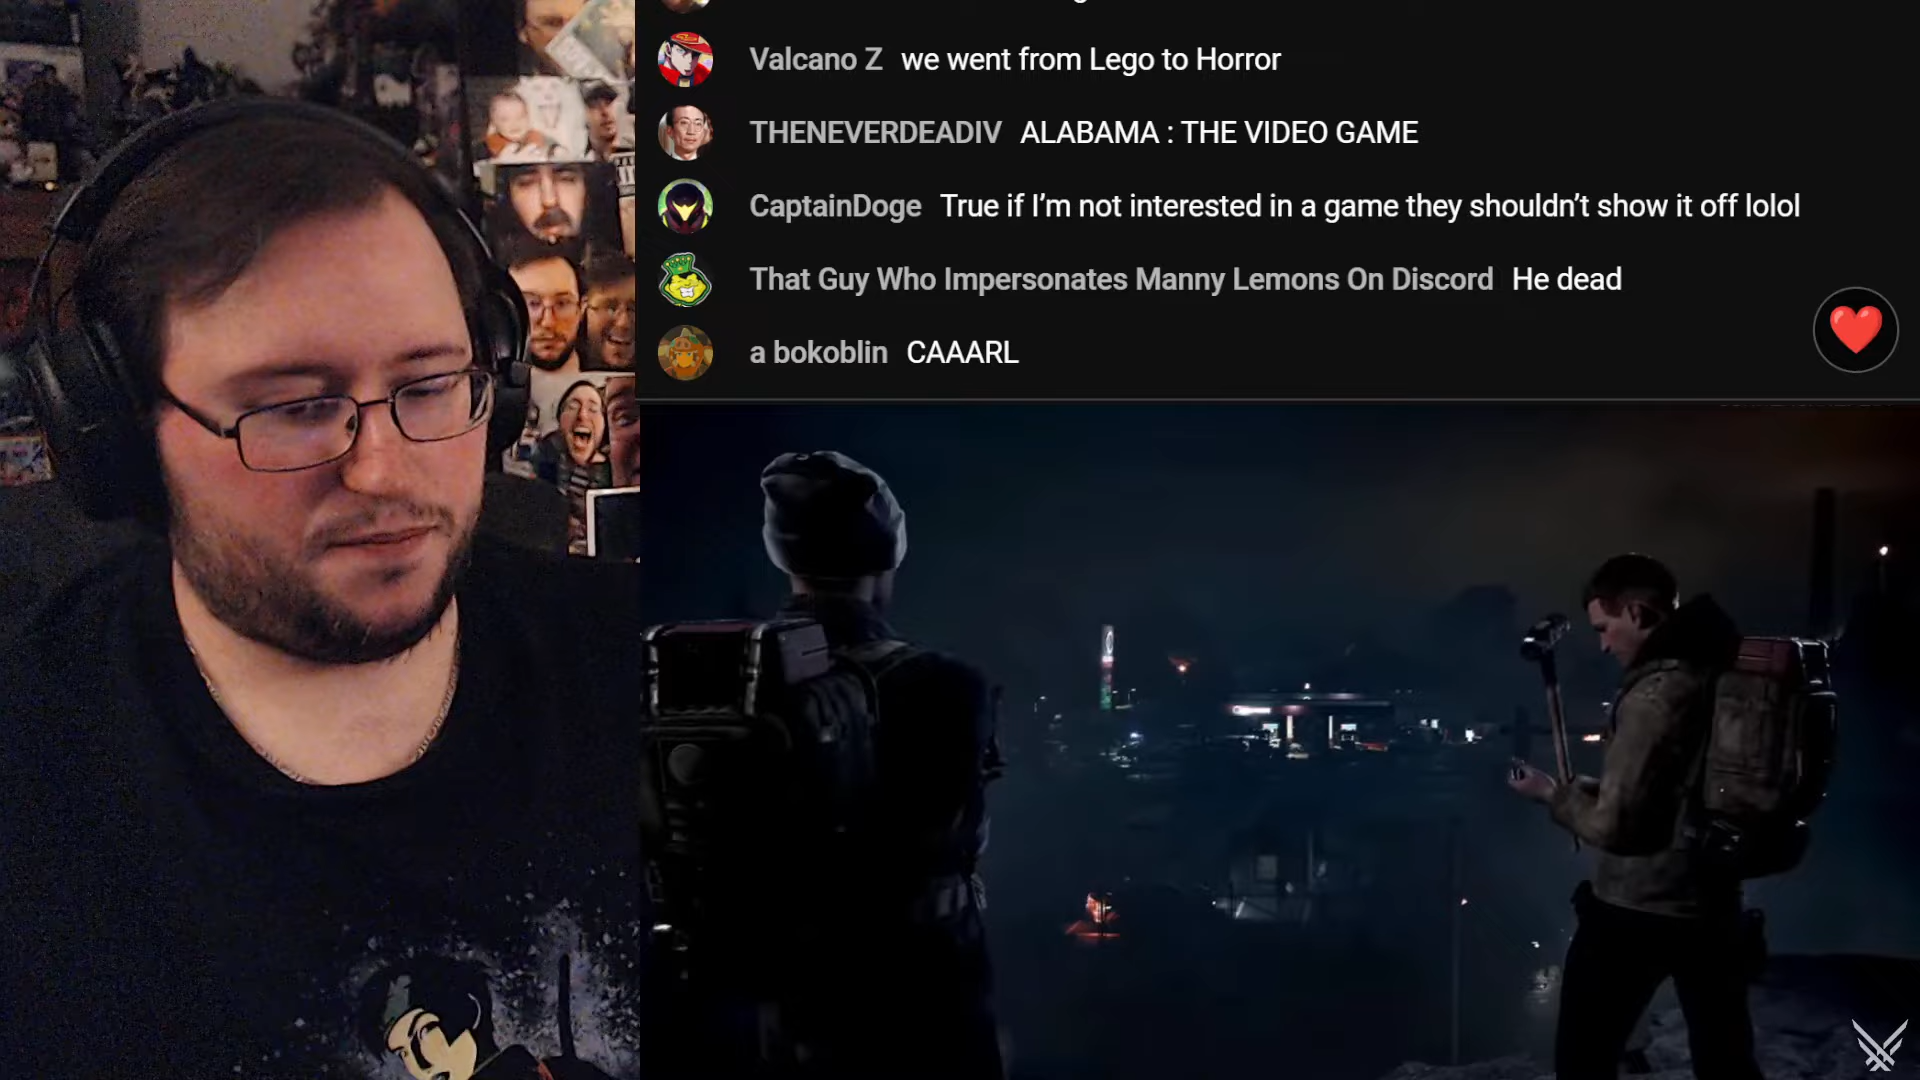 Valcano Z we went from Lego to Horror
THENEVERDEADIV ALABAMA : THE VIDEO GAME
CaptainDoge True if I’m not interested in a game they shouldn’t show it off lolol
That Guy Who Impersonates Manny Lemons On Discord He dead
a bokoblin CAAARL